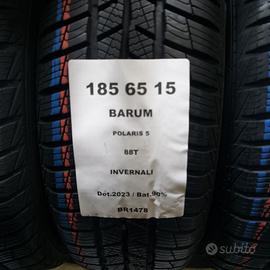 185 65 15
BARUM
POLARIS 5
88T
INVERNALI
Dot.2023 / Bat.90%
BR1478
subito